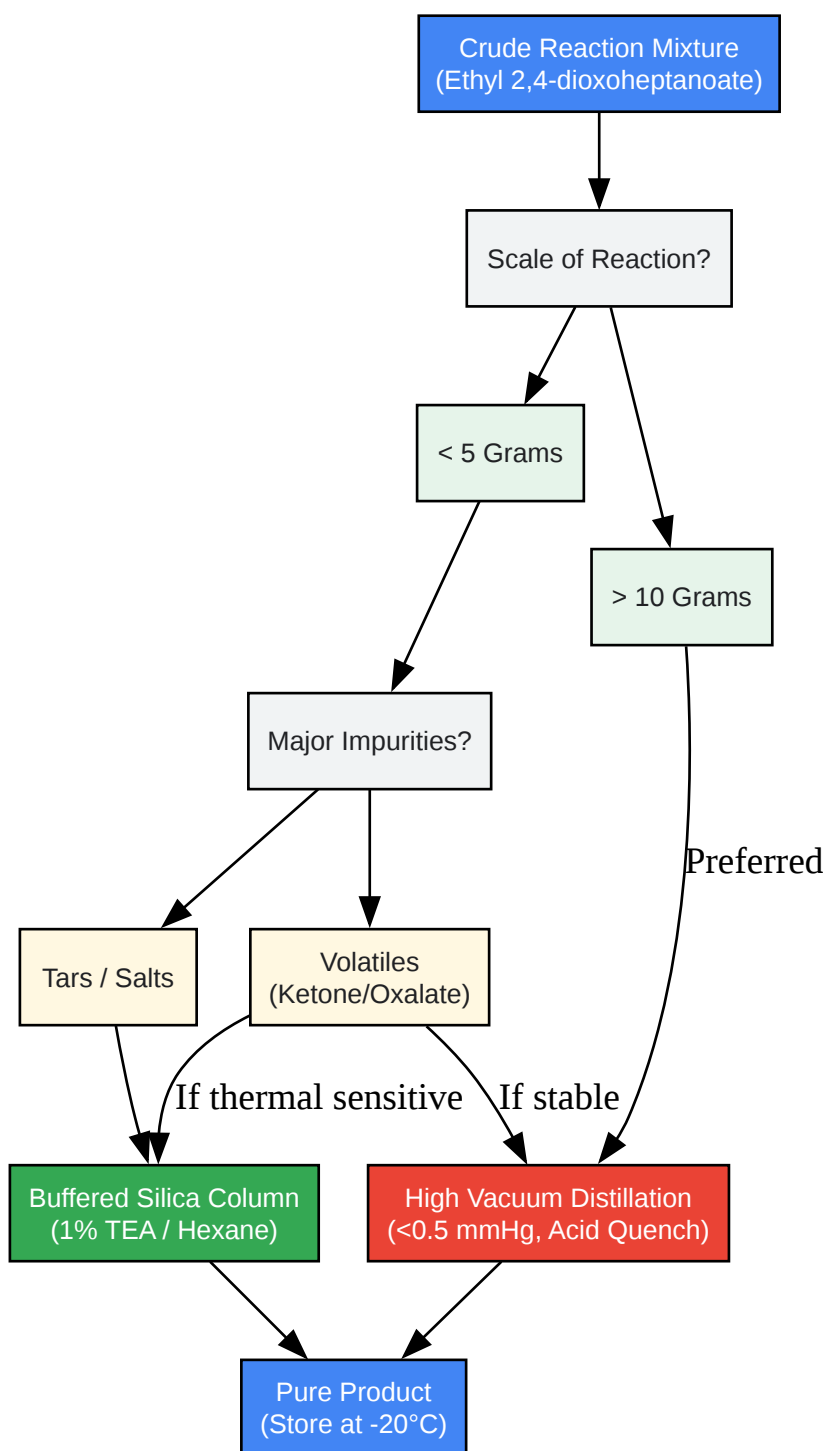 Crude Reaction Mixture
(Ethyl 2,4-dioxoheptanoate)
Scale of Reaction?
< 5 Grams
> 10 Grams
Major Impurities?
Preferred
Tars / Salts
Volatiles
(Ketone/Oxalate)
If thermal sensitive
If stable
Buffered Silica Column
(1% TEA / Hexane)
High Vacuum Distillation
(<0.5 mmHg, Acid Quench)
Pure Product
(Store at -20°C)